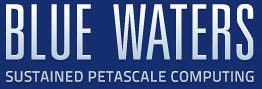 BLUE WATERS
SUSTAINED PETASCALE COMPUTING